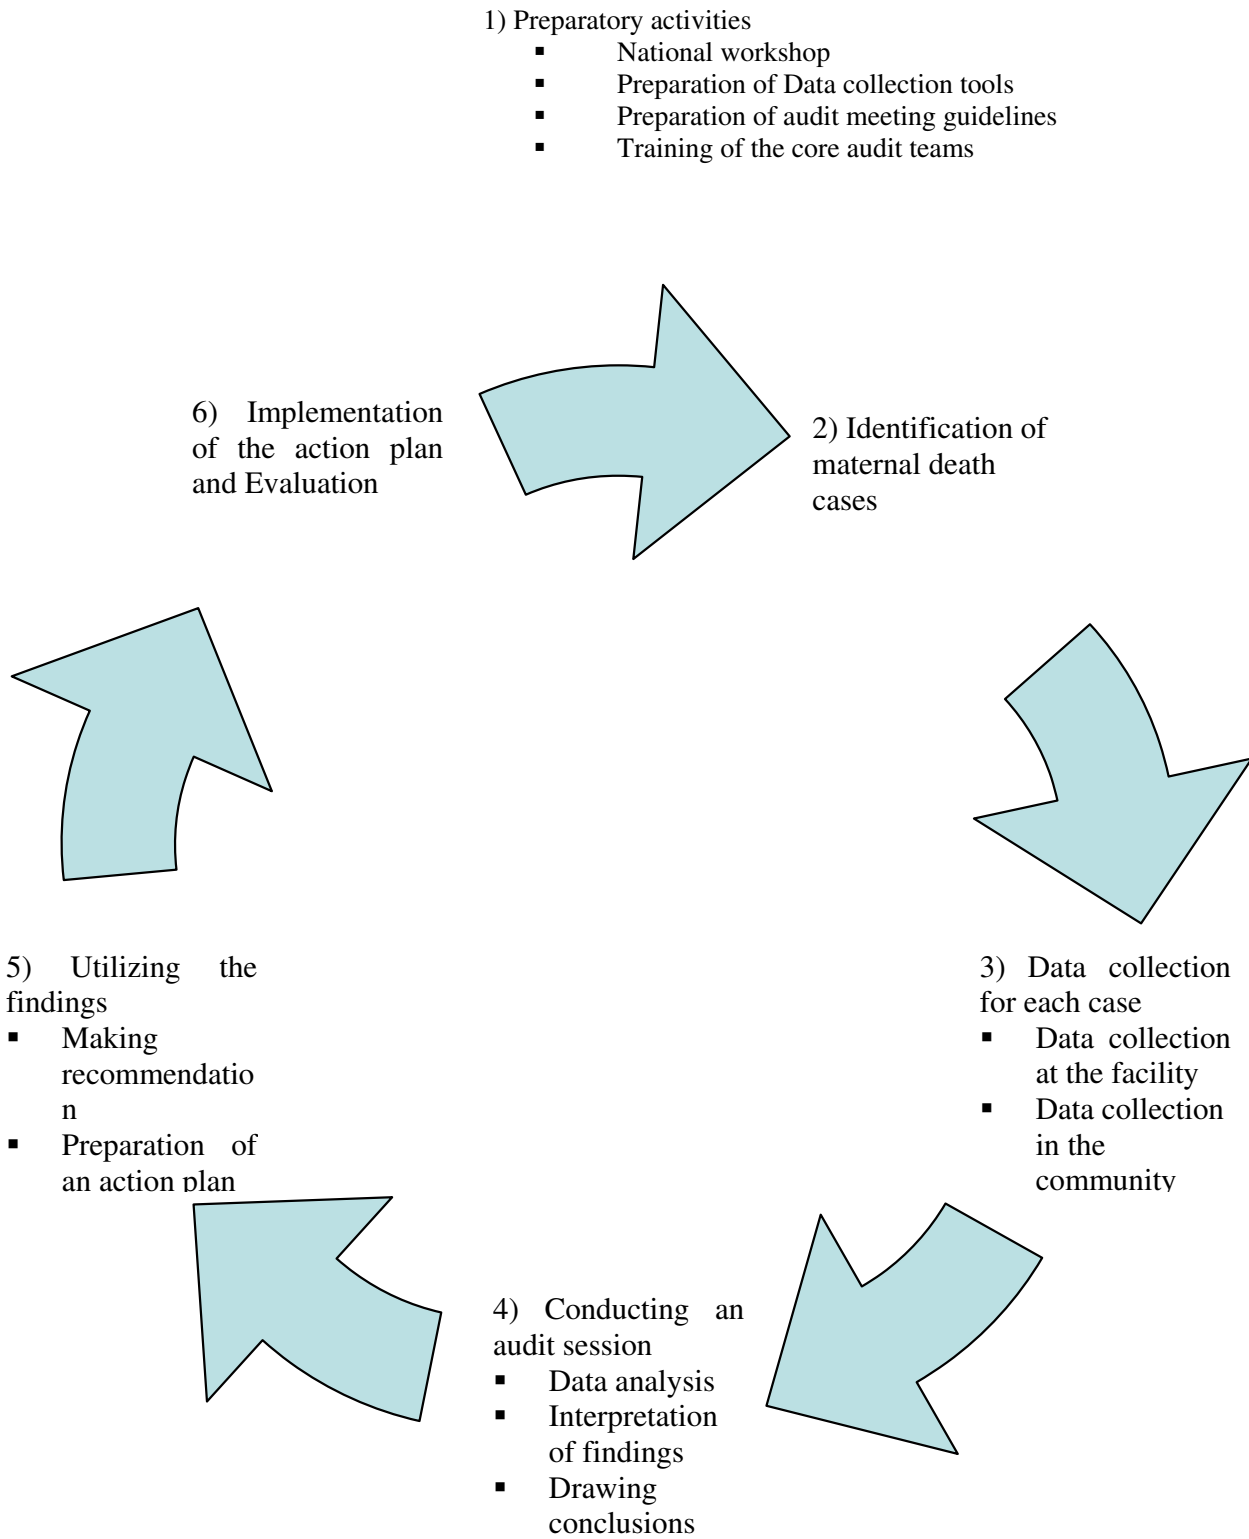 1) Preparatory activities
▪ National workshop
▪ Preparation of Data collection tools
▪ Preparation of audit meeting guidelines
▪ Training of the core audit teams
2) Identification of
maternal death
cases
3) Data collection
for each case
▪ Data collection
at the facility
▪ Data collection
in the
community
4) Conducting an
audit session
▪ Data analysis
▪ Interpretation
of findings
▪ Drawing
conclusions
5) Utilizing the
findings
▪ Making
recommendatio
n
▪ Preparation of
an action plan
6) Implementation
of the action plan
and Evaluation